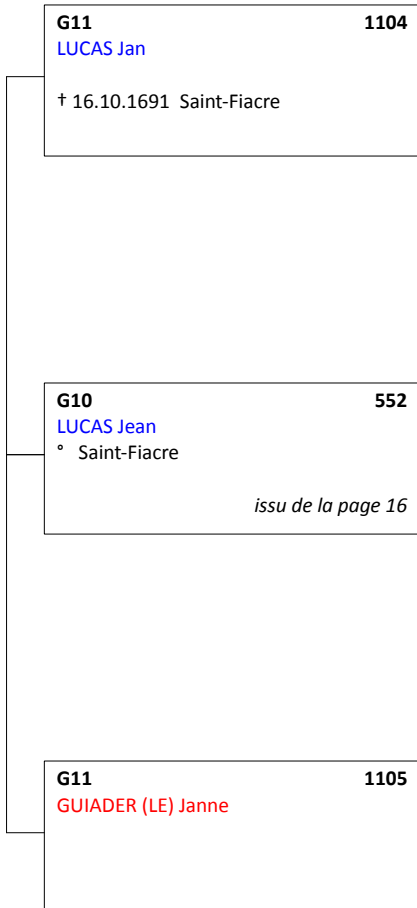 G11 1104
LUCAS Jan
† 16.10.1691 Saint-Fiacre
G10 552
LUCAS Jean
° Saint-Fiacre
issu de la page 16
G11 1105
GUIADER (LE) Janne